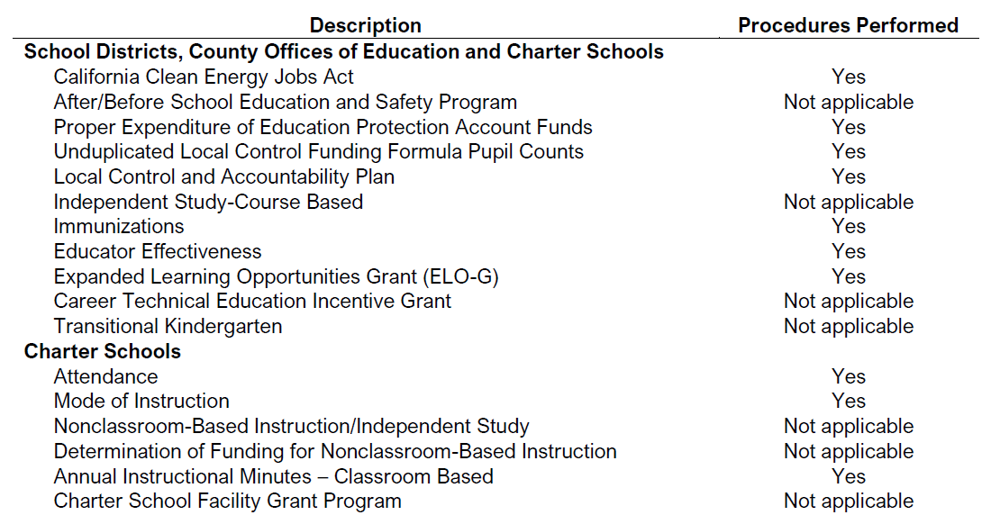 Description Procedures Performed
School Districts, County Offices of Education and Charter Schools
California Clean Energy Jobs Act Yes
After/Before School Education and Safety Program Not applicable
Proper Expenditure of Education Protection Account Funds Yes
Unduplicated Local Control Funding Formula Pupil Counts Yes
Local Control and Accountability Plan Yes
Independent Study-Course Based Not applicable
Immunizations Yes
Educator Effectiveness Yes
Expanded Learning Opportunities Grant (ELO-G) Yes
Career Technical Education Incentive Grant Not applicable
Transitional Kindergarten Not applicable
Charter Schools
Attendance Yes
Mode of Instruction Yes
Nonclassroom-Based Instruction/Independent Study Not applicable
Determination of Funding for Nonclassroom-Based Instruction Not applicable
Annual Instructional Minutes – Classroom Based Yes
Charter School Facility Grant Program Not applicable